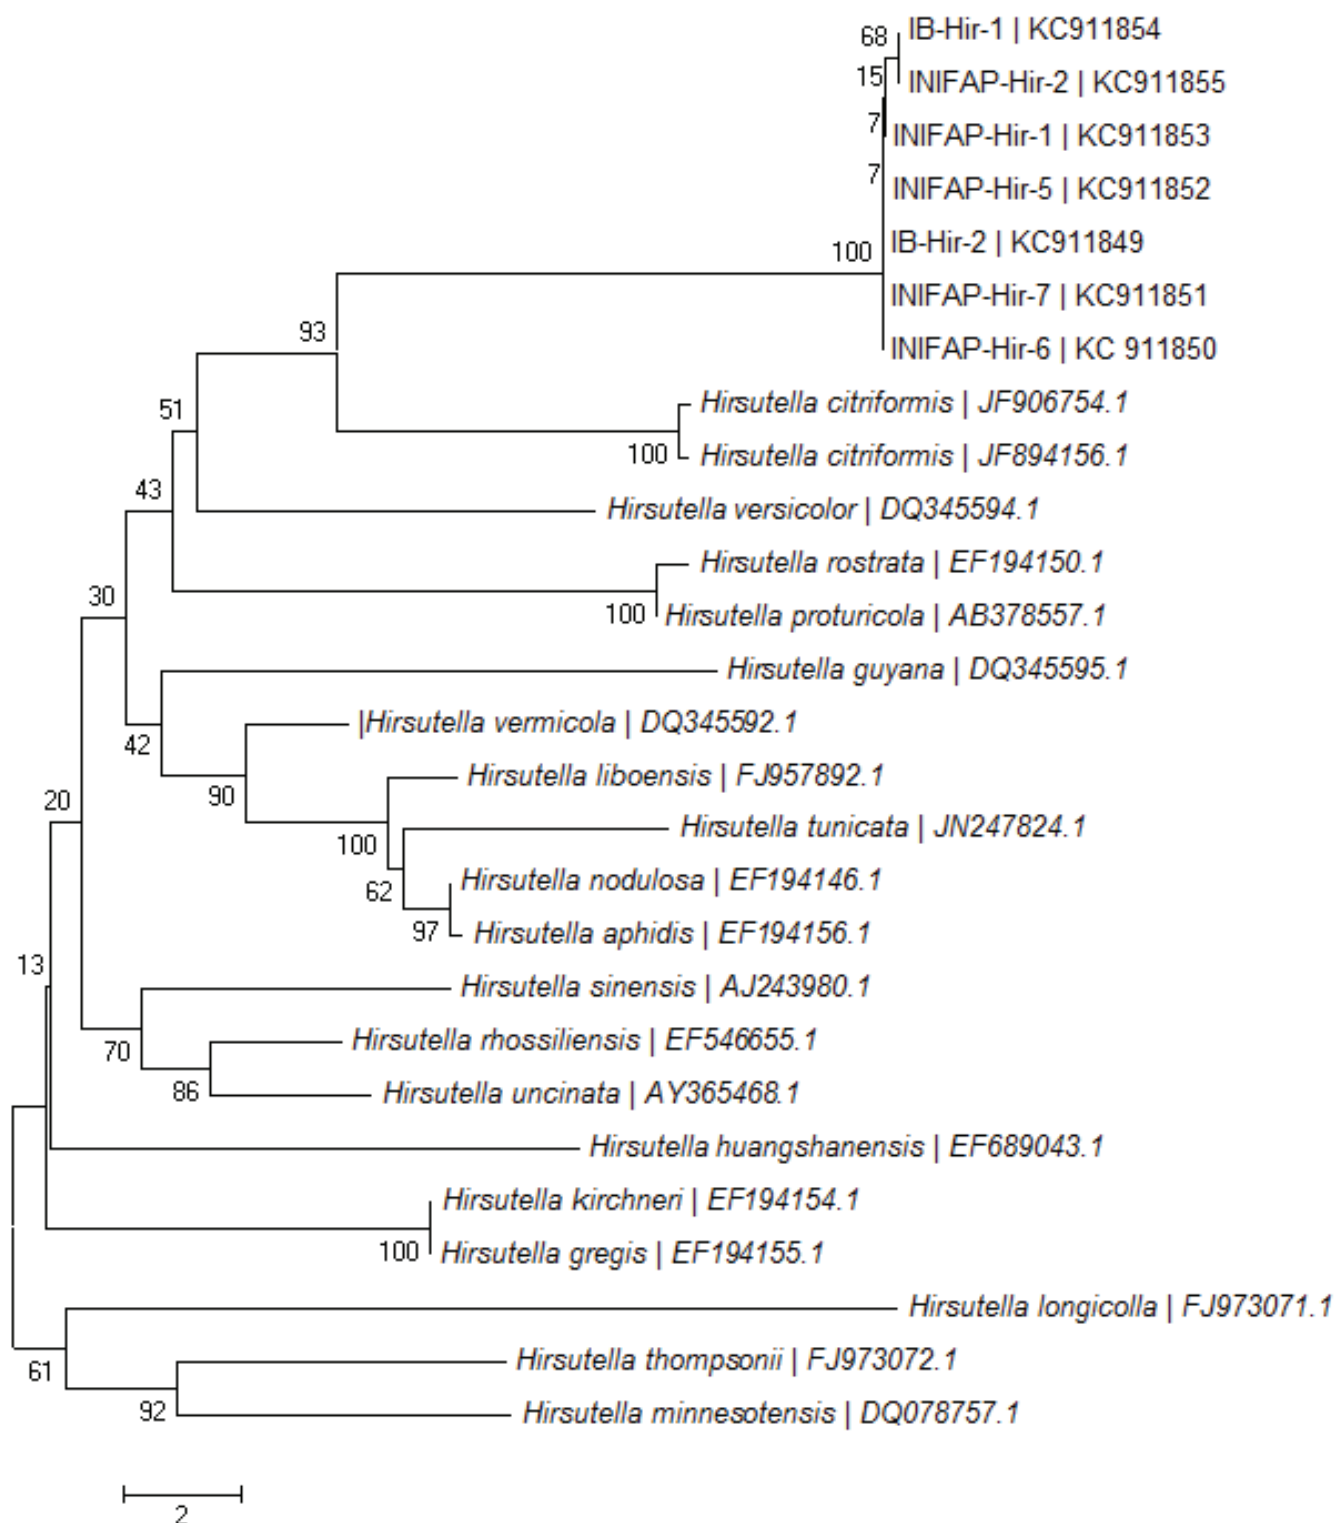 68
IB-Hir-1 | KC911854
15
INIFAP-Hir-2 | KC911855
7
INIFAP-Hir-1 | KC911853
7
INIFAP-Hir-5 | KC911852
100
IB-Hir-2 | KC911849
INIFAP-Hir-7 | KC911851
93
INIFAP-Hir-6 | KC 911850
51
Hirsutella citriformis | JF906754.1
100
Hirsutella citriformis | JF894156.1
43
Hirsutella versicolor | DQ345594.1
Hirsutella rostrata | EF194150.1
30
100
Hirsutella proturicola | AB378557.1
Hirsutella guyana | DQ345595.1
42
|Hirsutella vermicola | DQ345592.1
20
90
Hirsutella liboensis | FJ957892.1
100
Hirsutella tunicata | JN247824.1
62
Hirsutella nodulosa | EF194146.1
97
Hirsutella aphidis | EF194156.1
13
Hirsutella sinensis | AJ243980.1
70
Hirsutella rhossiliensis | EF546655.1
86
Hirsutella uncinata | AY365468.1
Hirsutella huangshanensis | EF689043.1
Hirsutella kirchneri | EF194154.1
100
Hirsutella gregis | EF194155.1
Hirsutella longicolla | FJ973071.1
61
Hirsutella thompsonii | FJ973072.1
92
Hirsutella minnesotensis | DQ078757.1
2